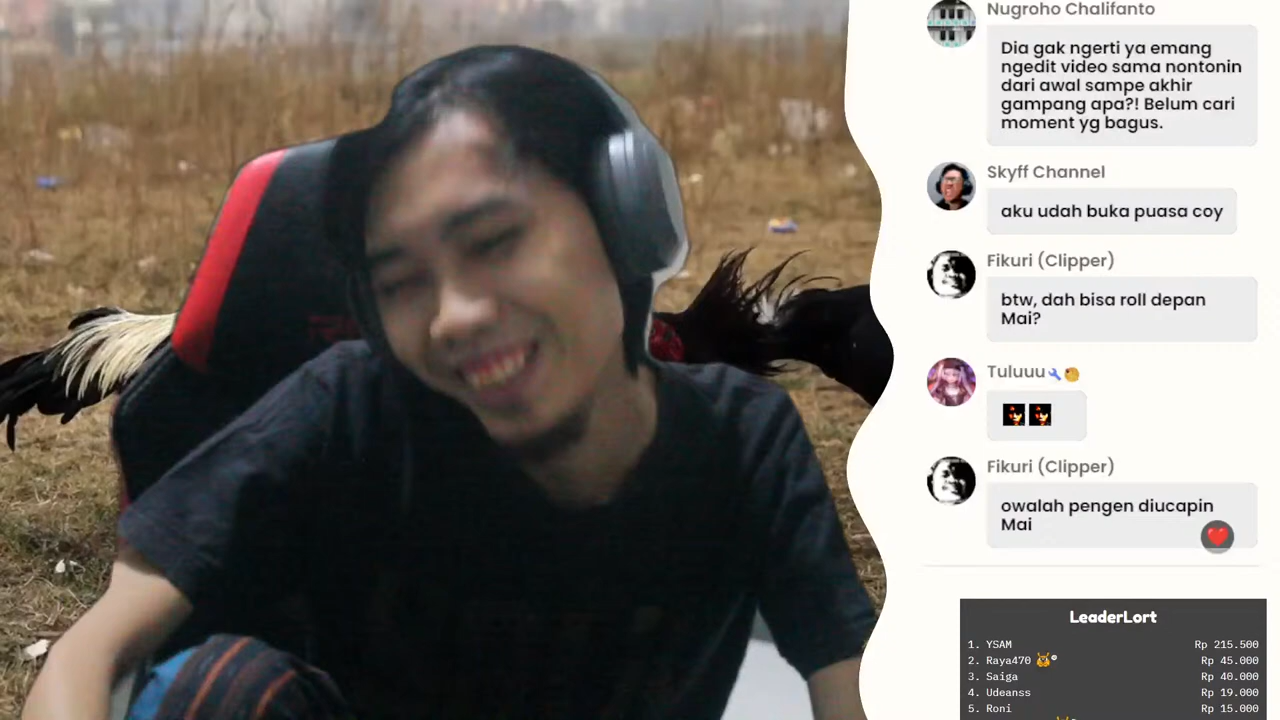 Nugroho Chalifanto
Dia gak ngerti ya emang
ngedit video sama nontonin
dari awal sampe akhir
gampang apa?! Belum cari
moment yg bagus.
Skyff Channel
aku udah buka puasa coy
Fikuri (Clipper)
btw, dah bisa roll depan
Mai?
Tuluuu
Fikuri (Clipper)
owalah pengen diucapin
Mai
LeaderLort
1. YSAM Rp 215.500
2. Raya470 Rp 45.000
3. Saiga Rp 40.000
4. Udeanss Rp 19.000
5. Roni Rp 15.000